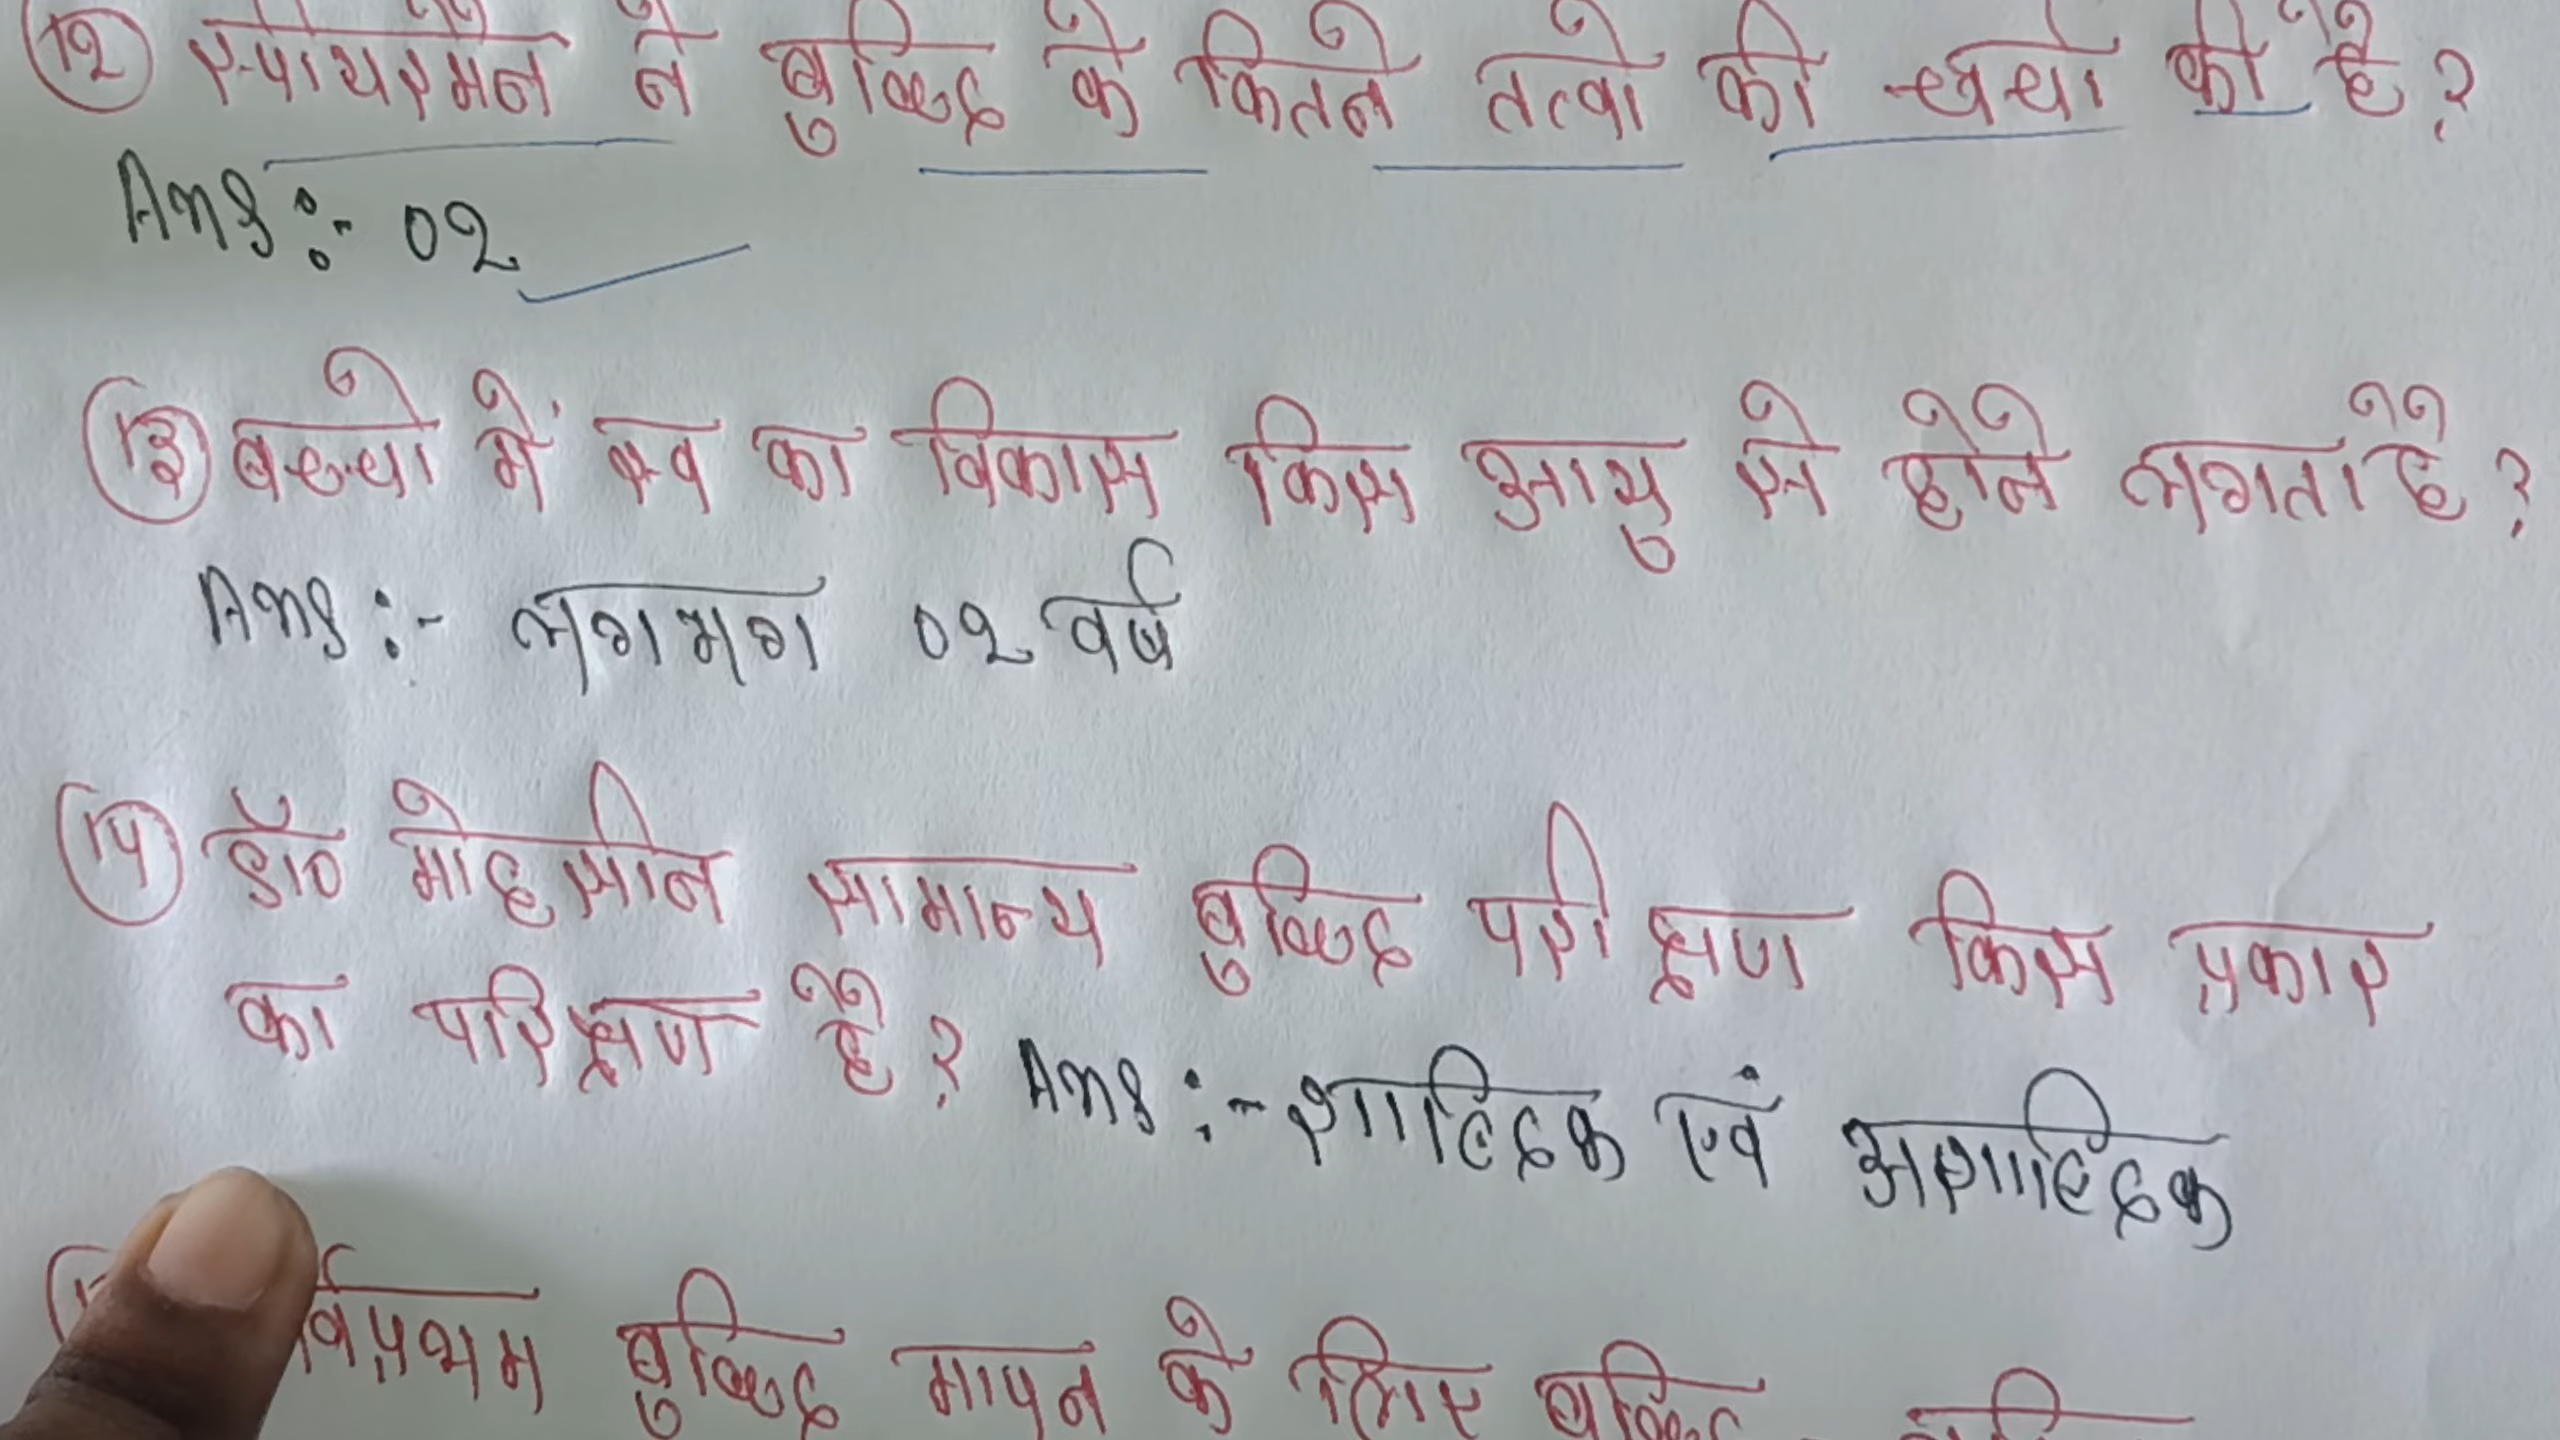 12 स्पीयरमैन ने बुद्धि के कितने तत्वो की चर्चा की है ?
Ans :- 02
13 बच्चो में स्व का विकास किस आयु से होने लगता है ?
Ans :- लगभग 02 वर्ष
14 डॉ० मोहसीन सामान्य बुद्धि परीक्षण किस प्रकार
का परिक्षण है ? Ans :- शाब्दिक एवं अशाब्दिक
बुद्धि मापन के लिए बुद्धि